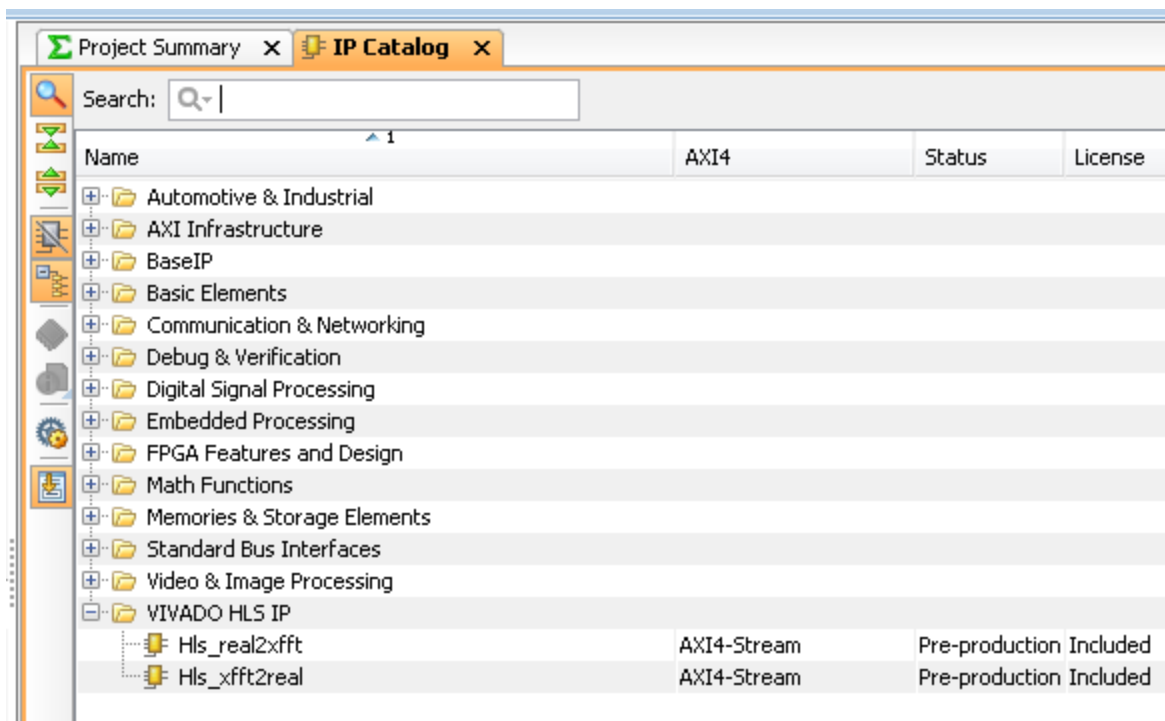 Project Summary X IP Catalog X
Search:
1
Name AXI4 Status License
Automotive & Industrial
AXI Infrastructure
BaseIP
Basic Elements
Communication & Networking
Debug & Verification
Digital Signal Processing
Embedded Processing
FPGA Features and Design
Math Functions
Memories & Storage Elements
Standard Bus Interfaces
Video & Image Processing
VIVADO HLS IP
Hls_real2xfft AXI4-Stream Pre-production Included
Hls_xfft2real AXI4-Stream Pre-production Included